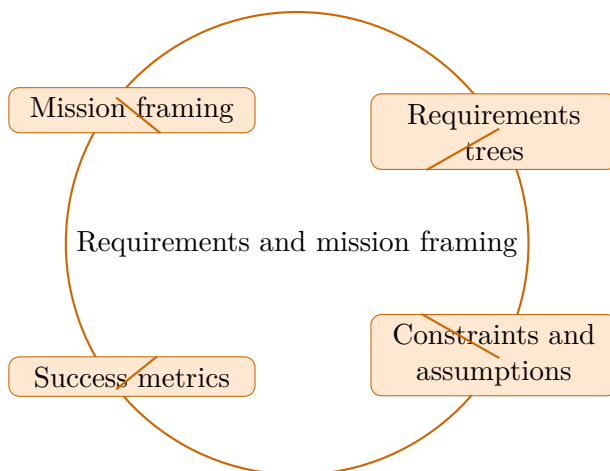 Mission framing
Requirements
trees
Requirements and mission framing
Constraints and
assumptions
Success metrics